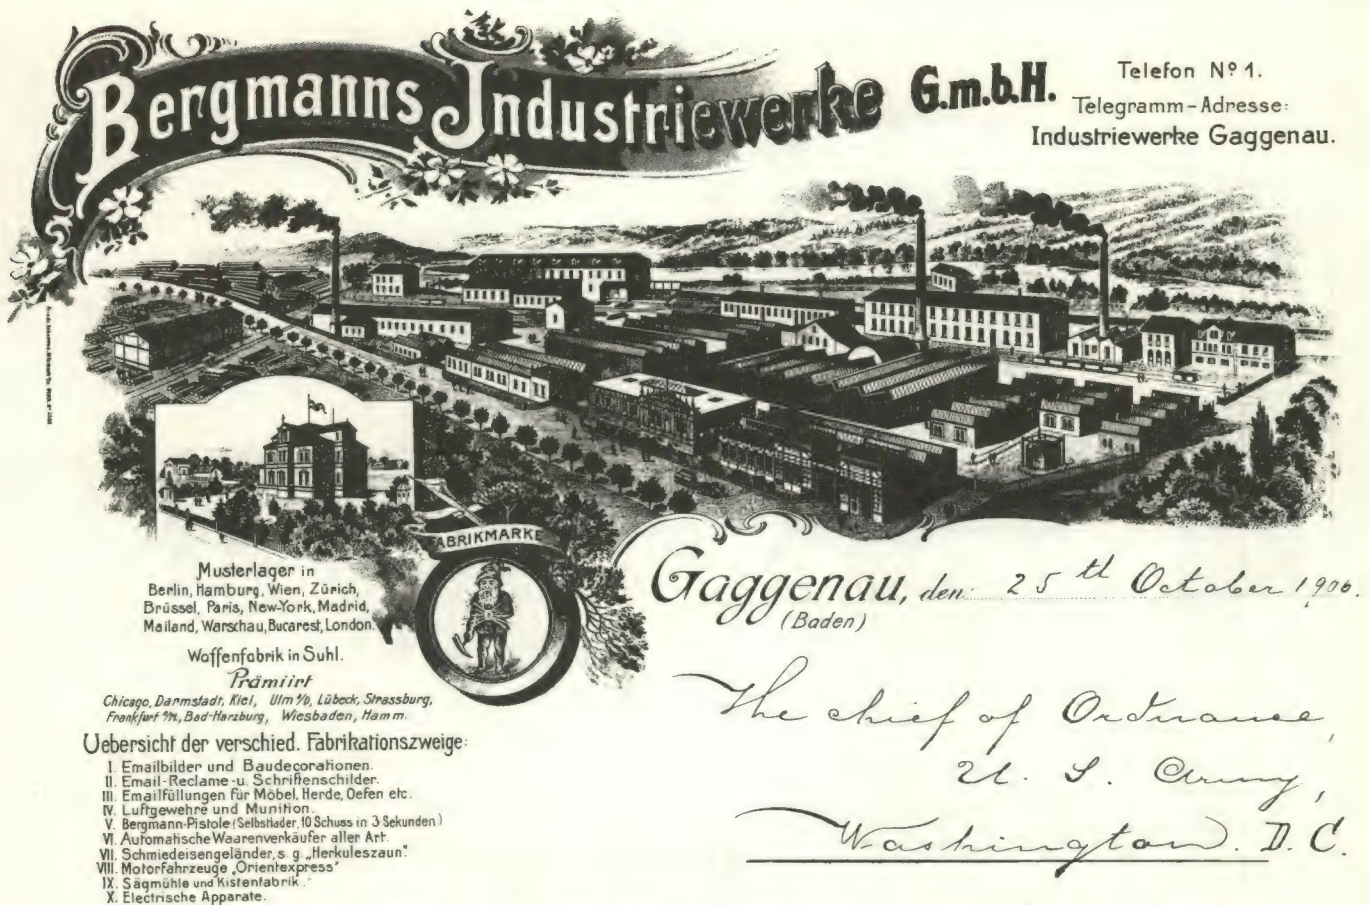 Bergmanns Industriewerke G.m.b.H.
Telefon Nº 1.
Telegramm-Adresse:
Industriewerke Gaggenau.
FABRIKMARKE
Musterlager in
Berlin, Hamburg, Wien, Zürich,
Brüssel, Paris, New-York, Madrid,
Mailand, Warschau, Bucarest, London.
Waffenfabrik in Suhl.
Prämiirt
Chicago, Darmstadt, Kiel, Ulm a/D, Lübeck, Strassburg,
Frankfurt a/M, Bad-Harzburg, Wiesbaden, Hamm.
Uebersicht der verschied. Fabrikationszweige:
I. Emailbilder und Baudecorationen.
II. Email-Reclame-u. Schriftenschilder.
III. Emailfüllungen für Möbel, Herde, Oefen etc.
IV. Luftgewehre und Munition.
V. Bergmann-Pistole (Selbstlader, 10 Schuss in 3 Sekunden)
VI. Automatische Waarenverkäufer aller Art.
VII. Schmiedeisengeländer, s. g. „Herkuleszaun".
VIII. Motorfahrzeuge „Orientexpress"
IX. Sägmühle und Kistenfabrik.
X. Electrische Apparate.
Gaggenau, den 25th October 1900.
(Baden)
The chief of Ordnance,
U. S. Army,
Washington. D. C.